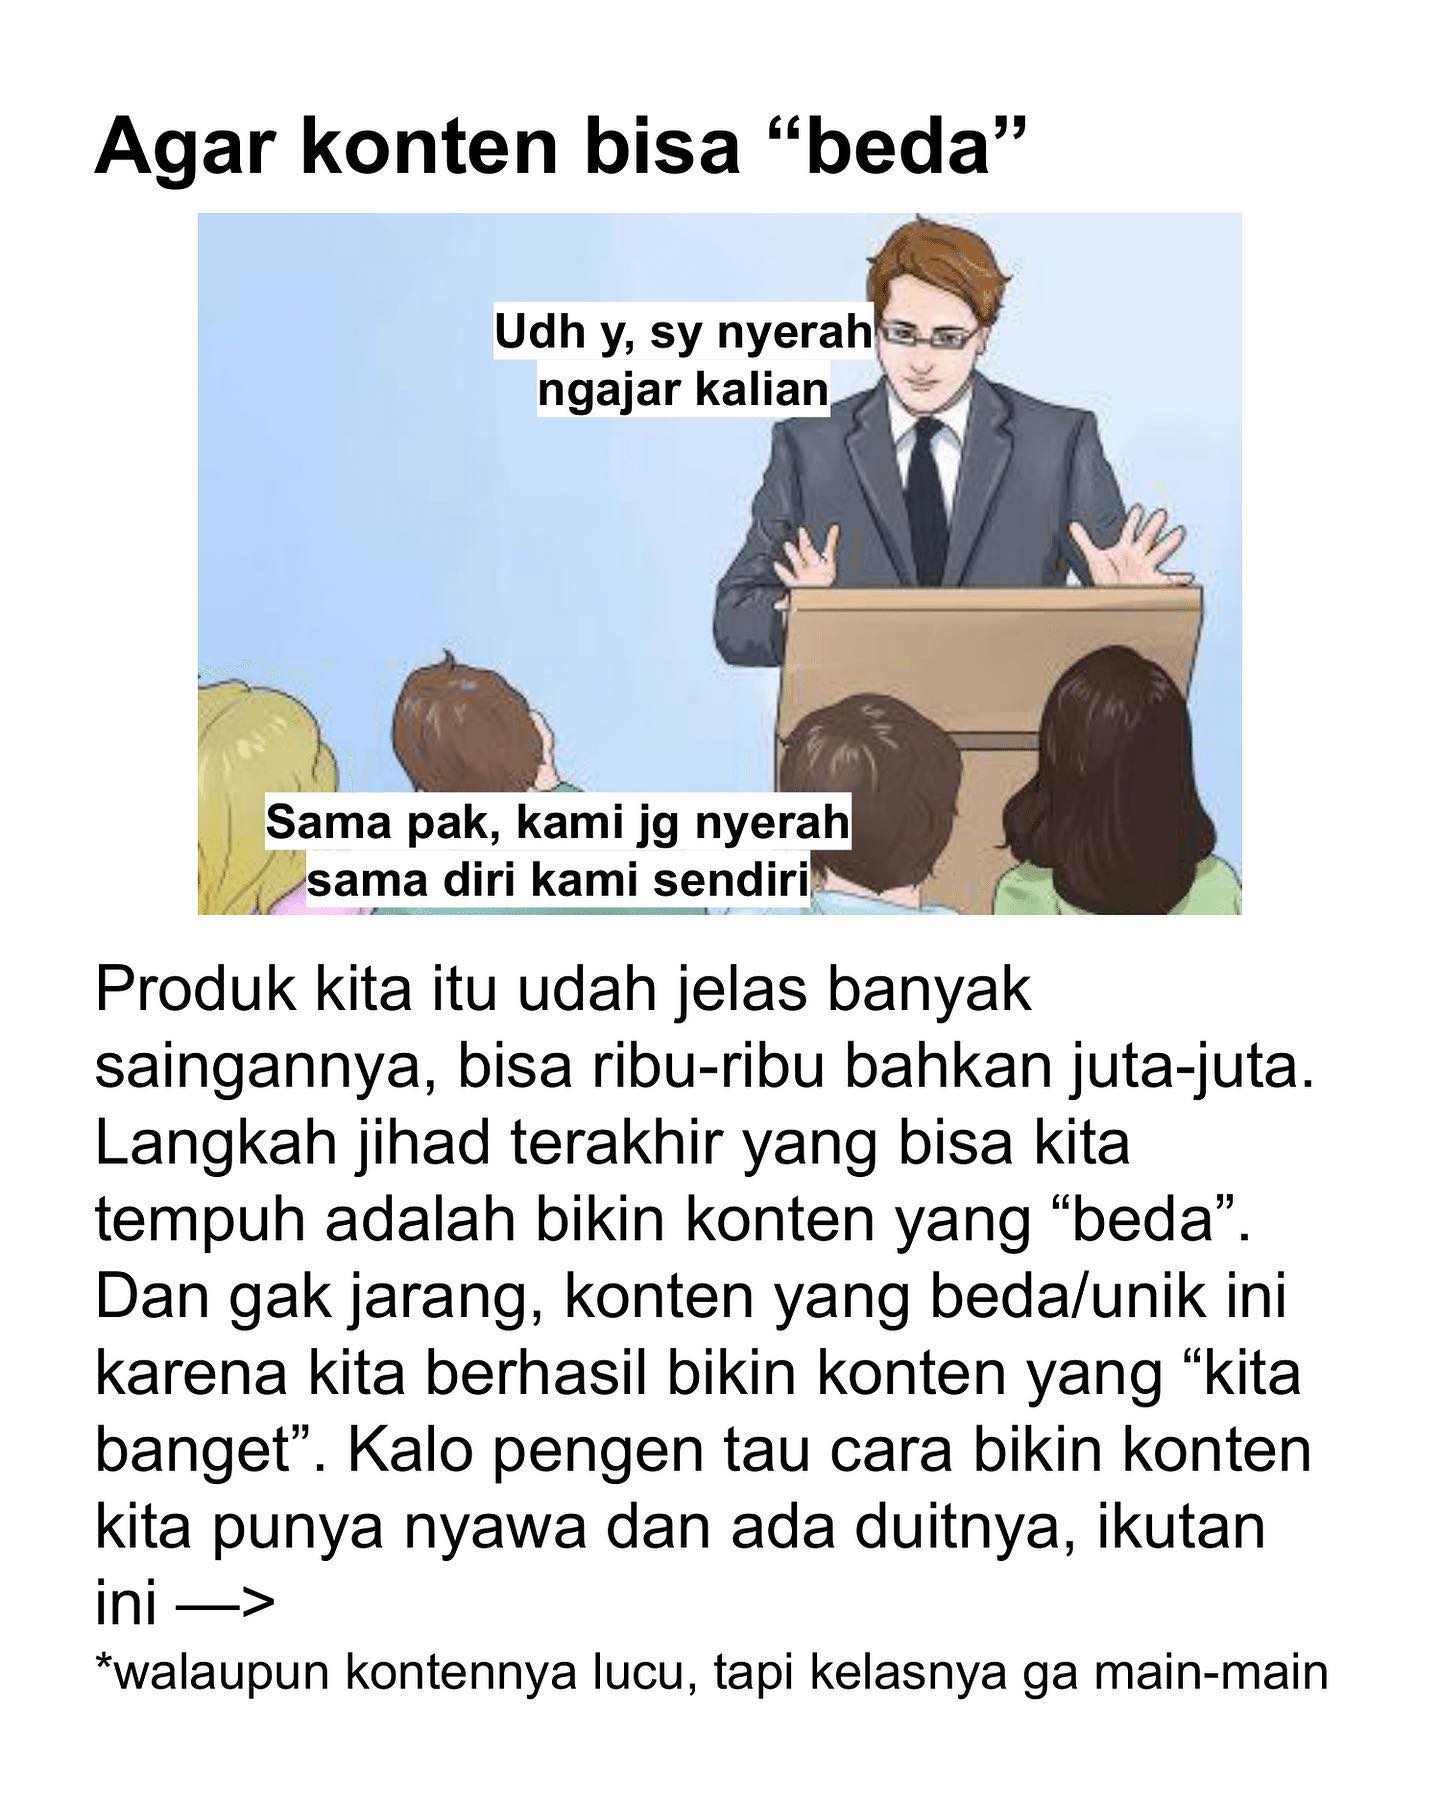 Agar konten bisa “beda”
Udh y, sy nyerah
ngajar kalian
Sama pak, kami jg nyerah
sama diri kami sendiri
Produk kita itu udah jelas banyak
saingannya, bisa ribu-ribu bahkan juta-juta.
Langkah jihad terakhir yang bisa kita
tempuh adalah bikin konten yang “beda”.
Dan gak jarang, konten yang beda/unik ini
karena kita berhasil bikin konten yang “kita
banget”. Kalo pengen tau cara bikin konten
kita punya nyawa dan ada duitnya, ikutan
ini —>
*walaupun kontennya lucu, tapi kelasnya ga main-main